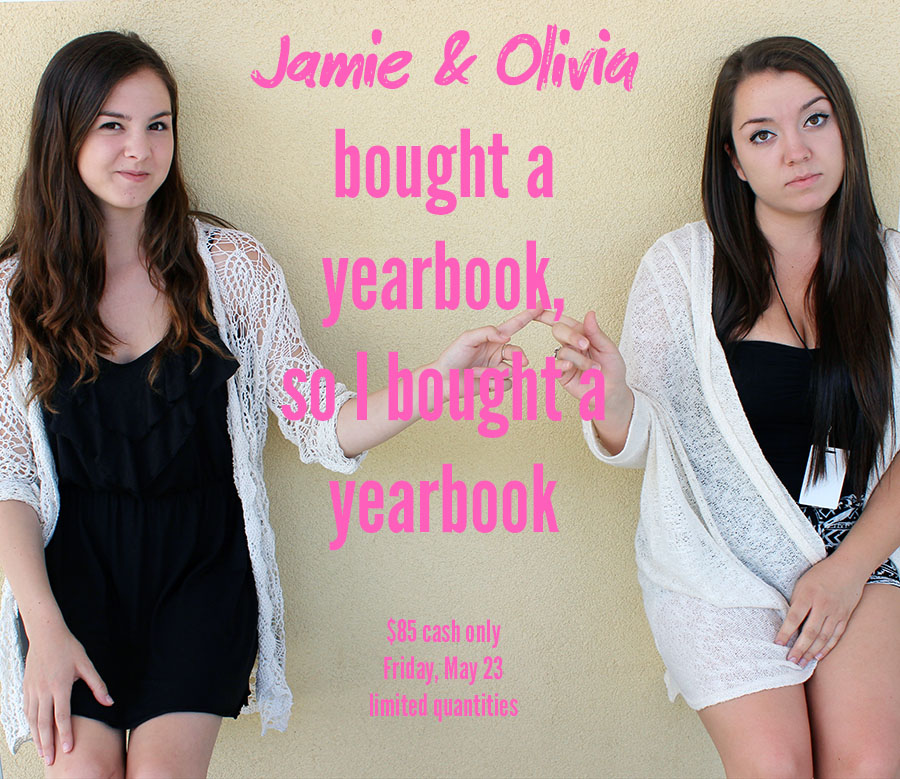 Jamie & Olivia
bought a
yearbook,
so I bought a
yearbook
$85 cash only
Friday, May 23
limited quantities